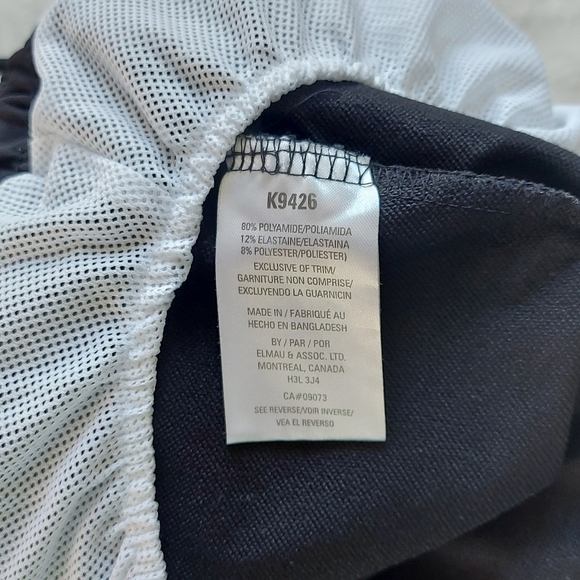 K9426
80% POLYAMIDE/POLIAMIDA
12% ELASTAINE/ELASTAINA
8% POLYESTER/POLIESTER)
EXCLUSIVE OF TRIM/
GARNITURE NON COMPRISE/
EXCLUYENDO LA GUARNICIN
MADE IN / FABRIQUÉ AU
HECHO EN BANGLADESH
BY / PAR / POR
ELMAU & ASSOC. LTD.
MONTREAL, CANADA
H3L 3J4
CA#09073
SEE REVERSE/VOIR INVERSE/
VEA EL REVERSO